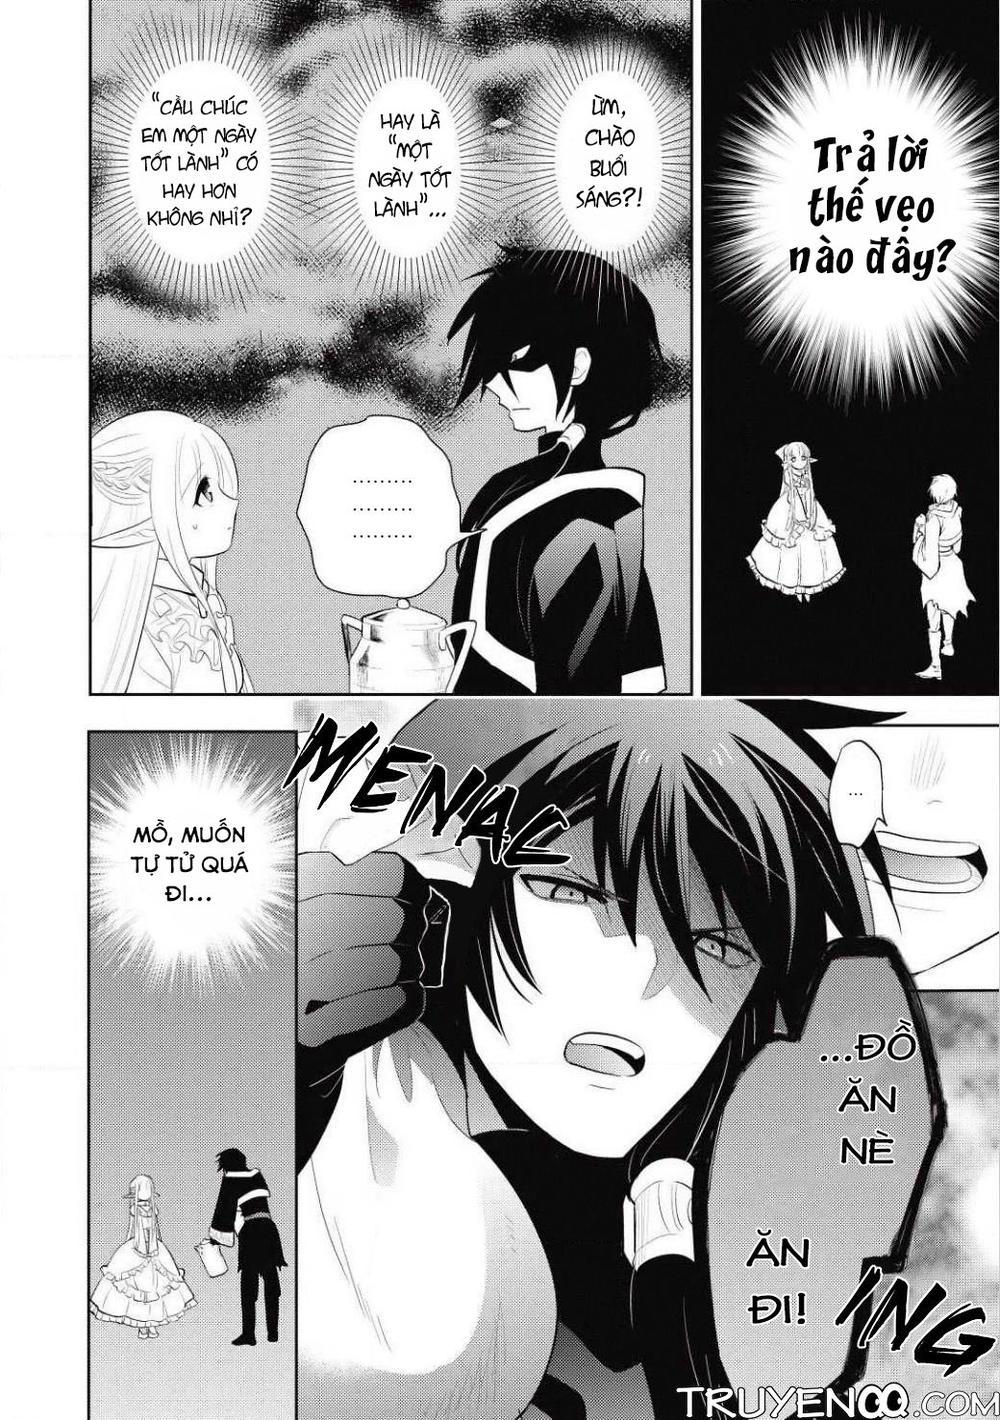 Trả lời
thế vẹo
nào đây?
ỪM,
CHÀO
BUỔI
SÁNG?!
HAY LÀ
"MỘT
NGÀY TỐT
LÀNH"...
"CẦU CHÚC
EM MỘT NGÀY
TỐT LÀNH" CÓ
HAY HƠN
KHÔNG NHỈ?
.........
.........
......
...
MENAC
...ĐỒ
ĂN
NÈ
ĂN
ĐI!
ING
MỒ, MUỐN
TỰ TỬ QUÁ
ĐI...
TRUYENQQ.COM